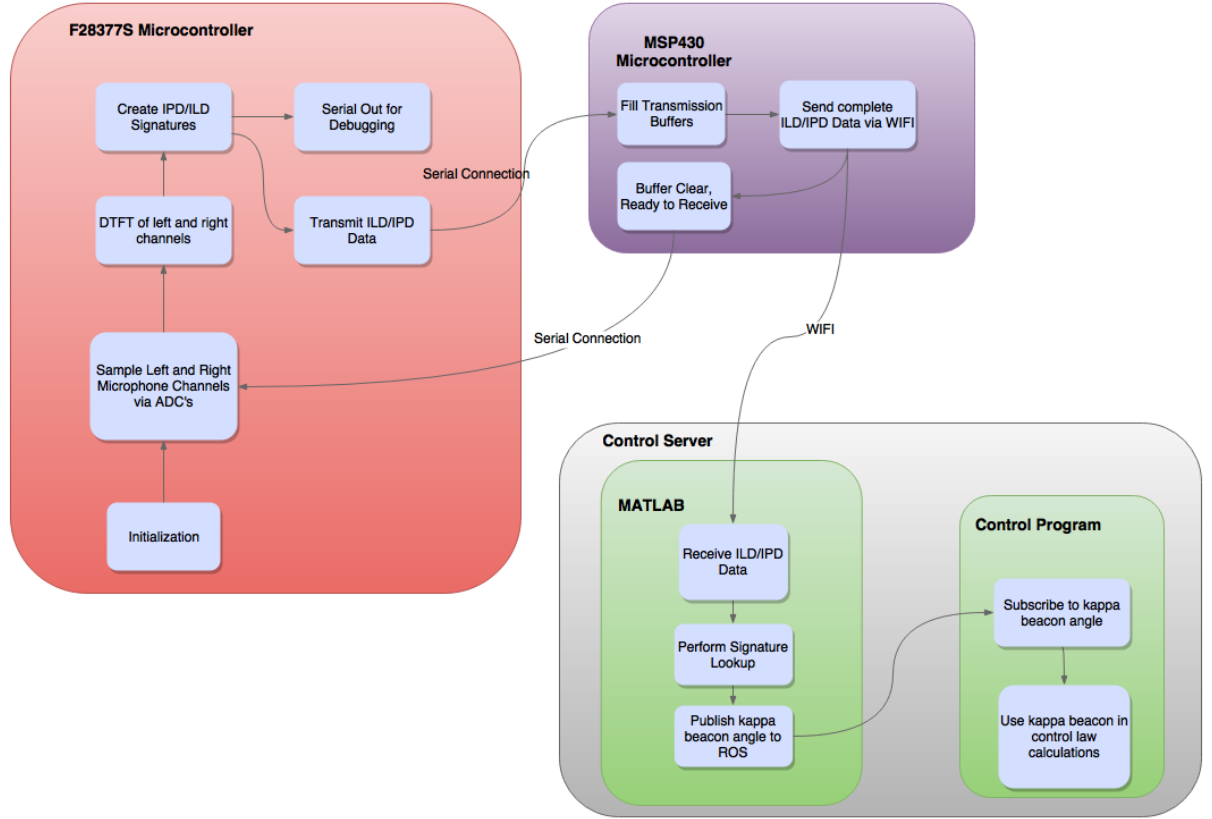 F28377S Microcontroller
Create IPD/ILD
Signatures
Serial Out for
Debugging
DTFT of left and right
channels
Transmit ILD/IPD
Data
Sample Left and Right
Microphone Channels
via ADC's
Initialization
Serial Connection
MSP430
Microcontroller
Fill Transmission
Buffers
Send complete
ILD/IPD Data via WIFI
Buffer Clear,
Ready to Receive
Serial Connection
WIFI
Control Server
MATLAB
Receive ILD/IPD
Data
Perform Signature
Lookup
Publish kappa
beacon angle to
ROS
Control Program
Subscribe to kappa
beacon angle
Use kappa beacon in
control law
calculations